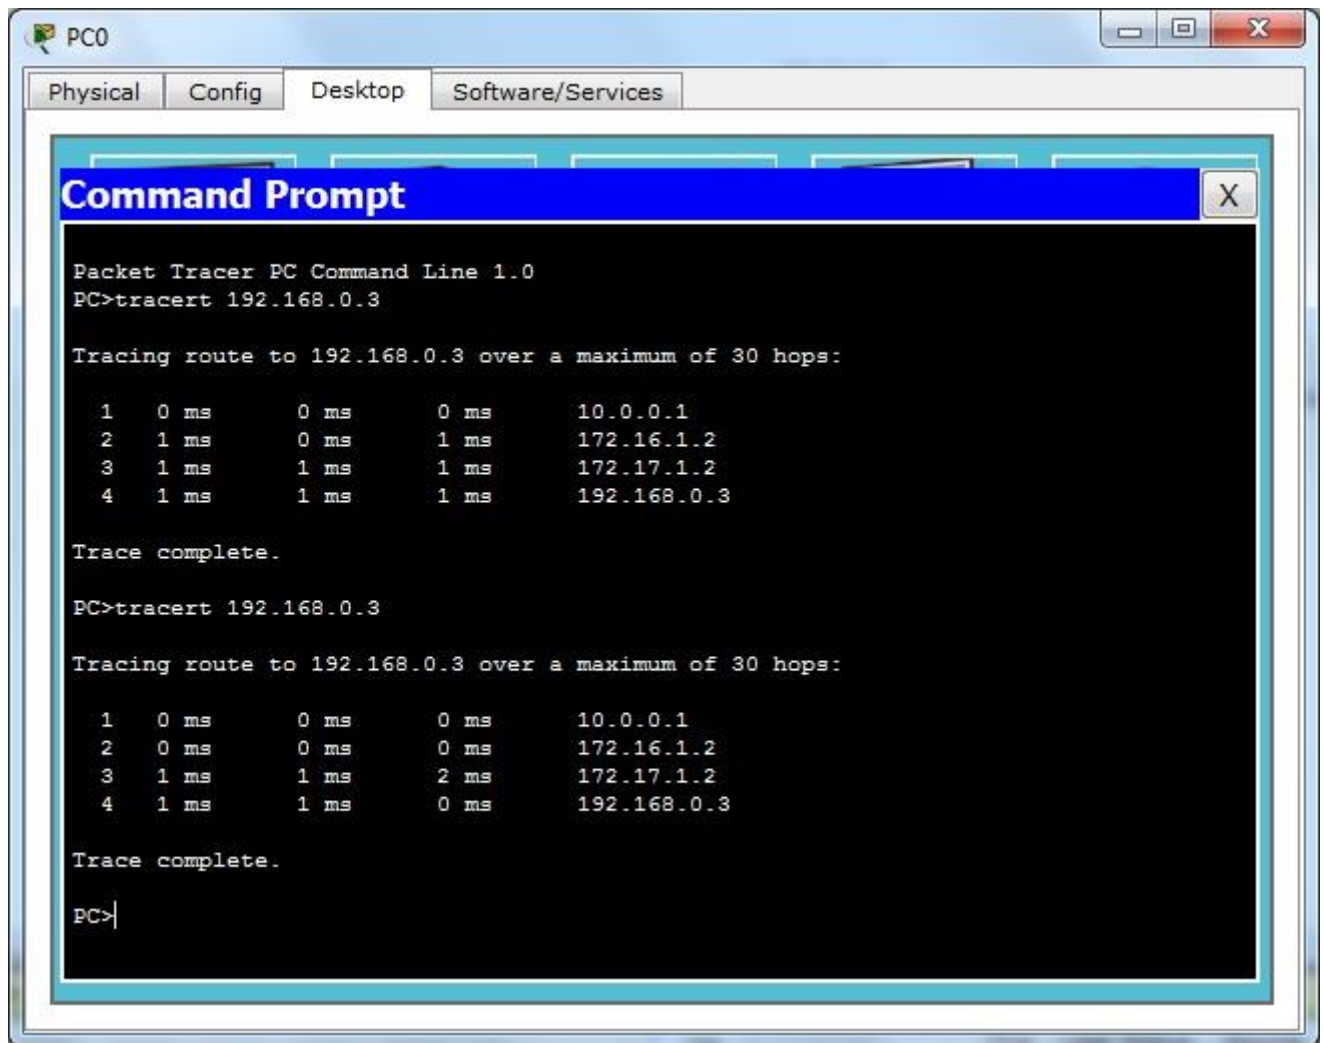 PC0
Physical Config Desktop Software/Services
Command Prompt X
Packet Tracer PC Command Line 1.0
PC>tracert 192.168.0.3
Tracing route to 192.168.0.3 over a maximum of 30 hops:
1 0 ms 0 ms 0 ms 10.0.0.1
2 1 ms 0 ms 1 ms 172.16.1.2
3 1 ms 1 ms 1 ms 172.17.1.2
4 1 ms 1 ms 1 ms 192.168.0.3
Trace complete.
PC>tracert 192.168.0.3
Tracing route to 192.168.0.3 over a maximum of 30 hops:
1 0 ms 0 ms 0 ms 10.0.0.1
2 0 ms 0 ms 0 ms 172.16.1.2
3 1 ms 1 ms 2 ms 172.17.1.2
4 1 ms 1 ms 0 ms 192.168.0.3
Trace complete.
PC>